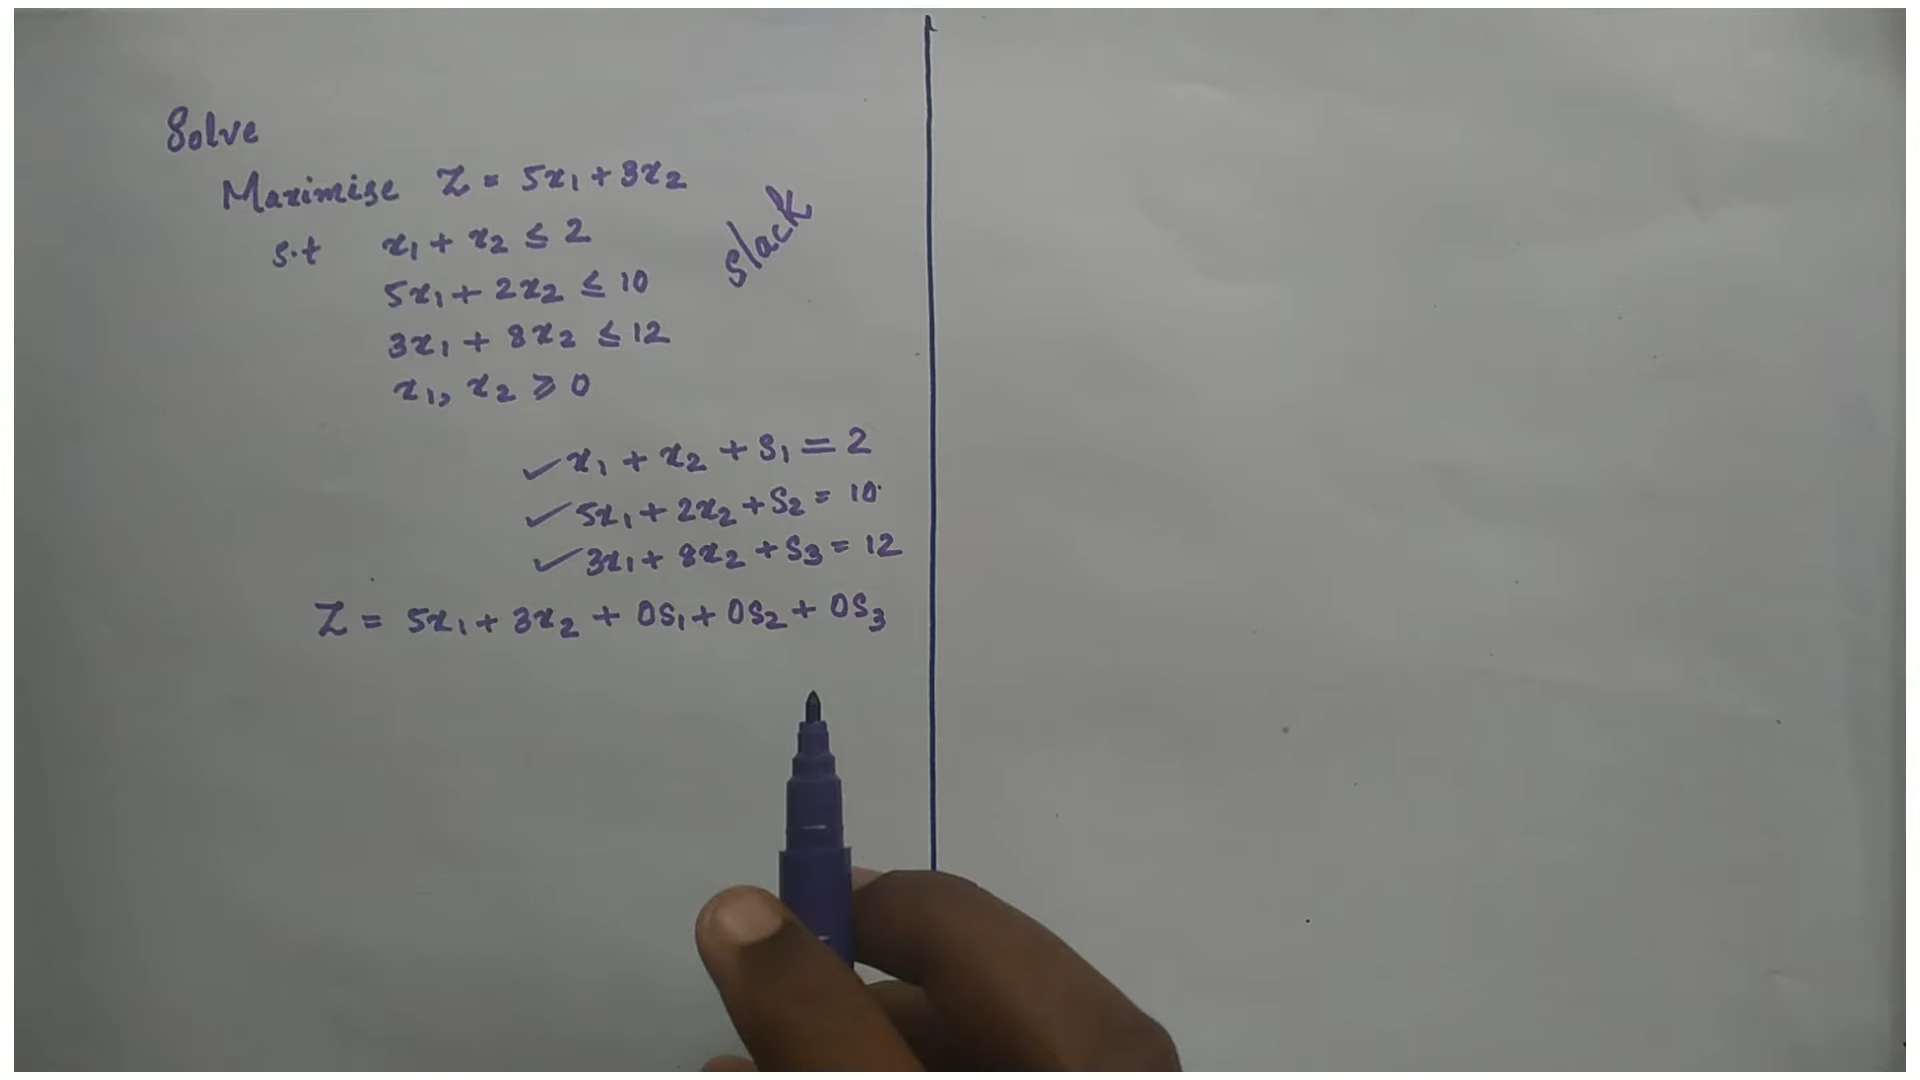 Solve
Maximise Z = 5x₁ + 3x₂
s.t x₁ + x₂ ≤ 2
slack
5x₁ + 2x₂ ≤ 10
3x₁ + 8x₂ ≤ 12
x₁, x₂ ≥ 0
✓ x₁ + x₂ + S₁ = 2
✓ 5x₁ + 2x₂ + S₂ = 10
✓ 3x₁ + 8x₂ + S₃ = 12
Z = 5x₁ + 3x₂ + 0S₁ + 0S₂ + 0S₃